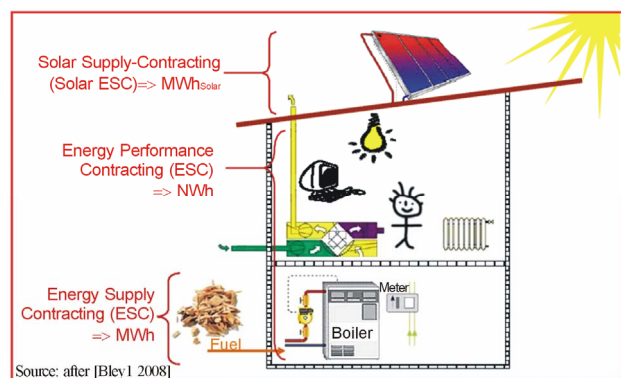 Solar Supply-Contracting
(Solar ESC)=> MWhSolar
Energy Performance
Contracting (ESC)
=> NWh
Energy Supply
Contracting (ESC)
=> MWh
Fuel
Meter
Boiler
Source: after [Bley1 2008]